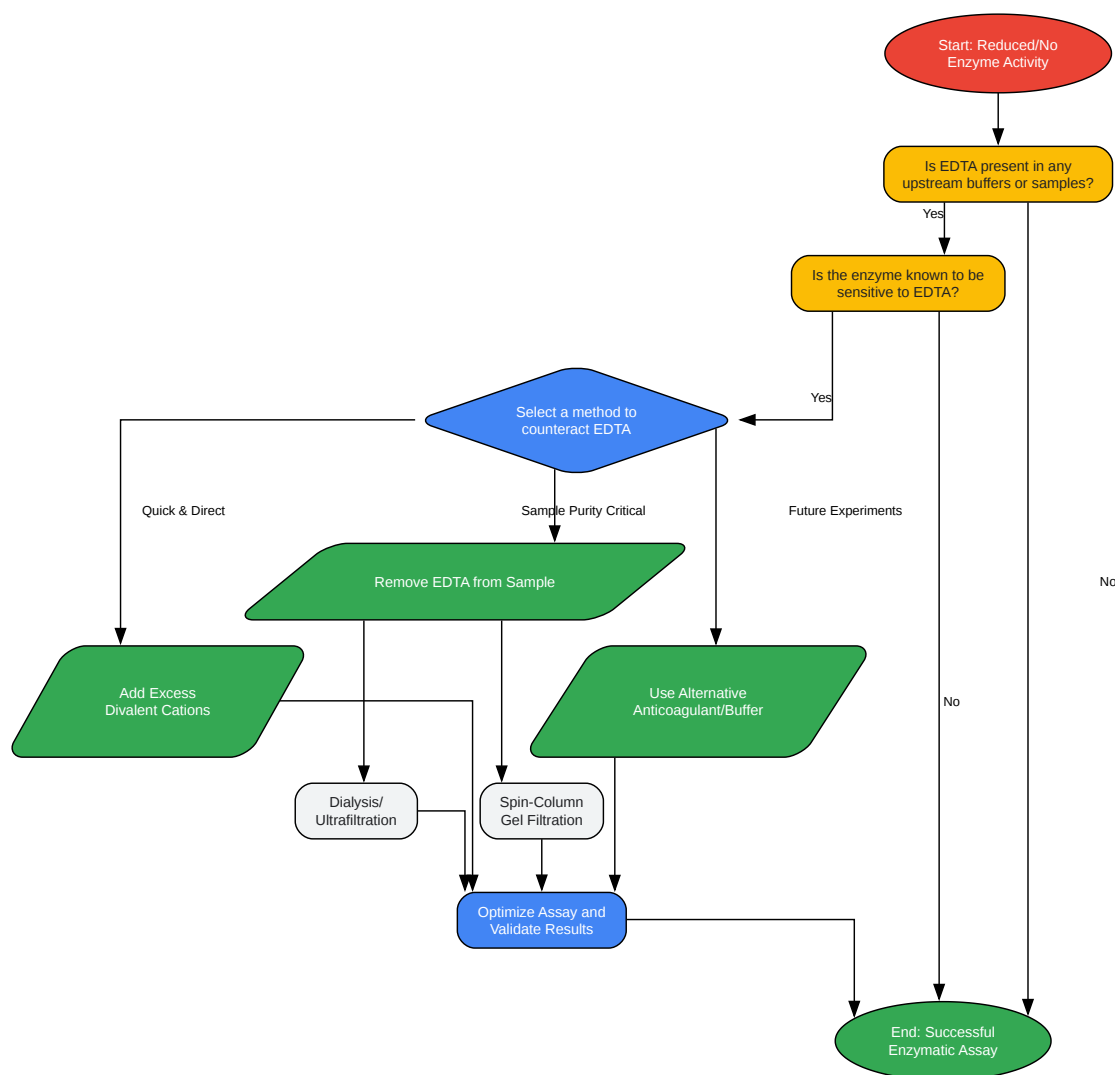 Start: Reduced/No
Enzyme Activity
Is EDTA present in any
upstream buffers or samples?
Yes
Is the enzyme known to be
sensitive to EDTA?
Yes
Select a method to
counteract EDTA
Quick & Direct
Sample Purity Critical
Future Experiments
Remove EDTA from Sample
No
Add Excess
Divalent Cations
Use Alternative
Anticoagulant/Buffer
No
Dialysis/
Ultrafiltration
Spin-Column
Gel Filtration
Optimize Assay and
Validate Results
End: Successful
Enzymatic Assay